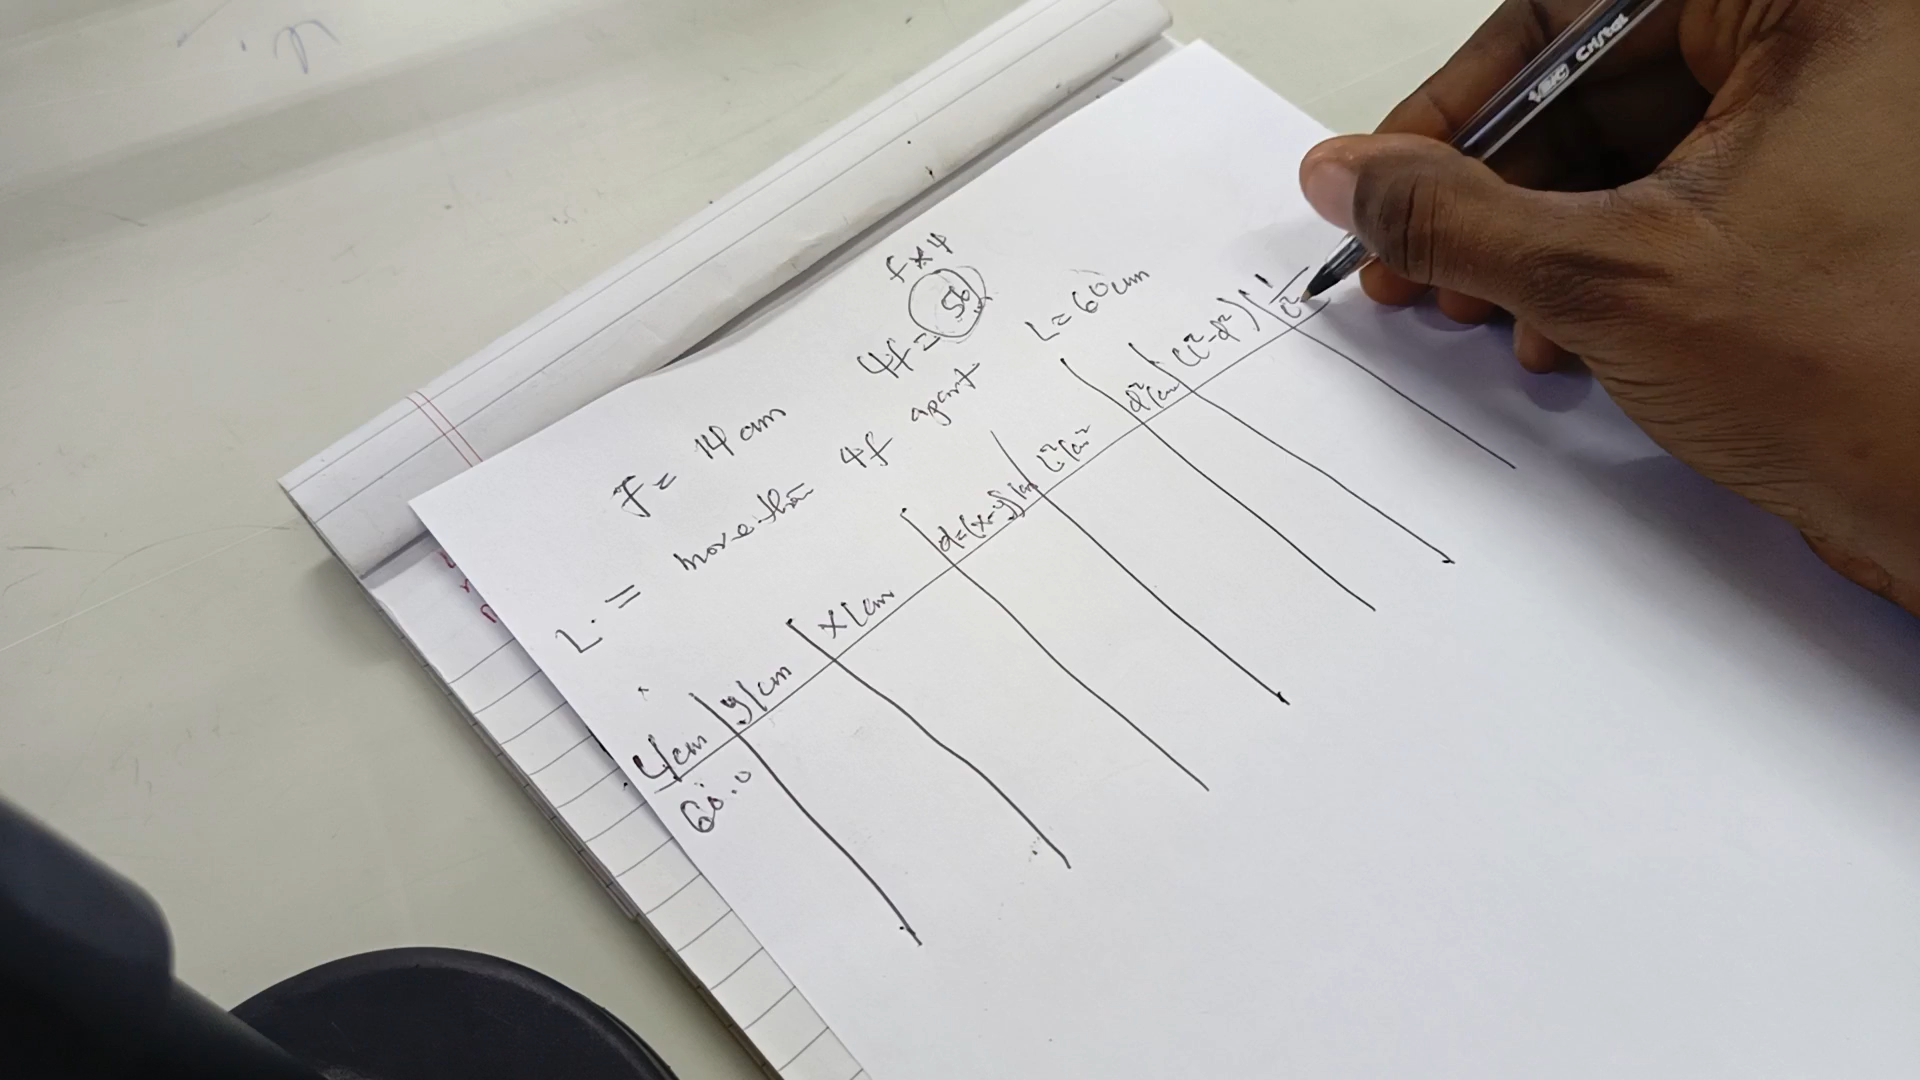 f × 4
4f = 56
F = 14 cm
L = more than 4f apart
L = 60 cm
L/cm | y/cm | x/cm | d=(x-y)/cm | L²/cm² | d²/cm | (L²-d²) | 1/L²
60.0
BIC Cristal